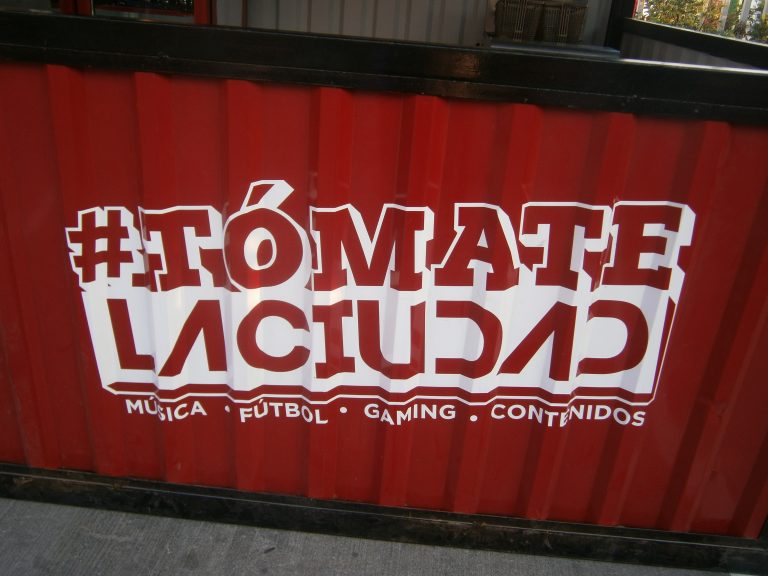 #TÓMATE
LACIUDAD
MÚSICA • FÚTBOL • GAMING • CONTENIDOS